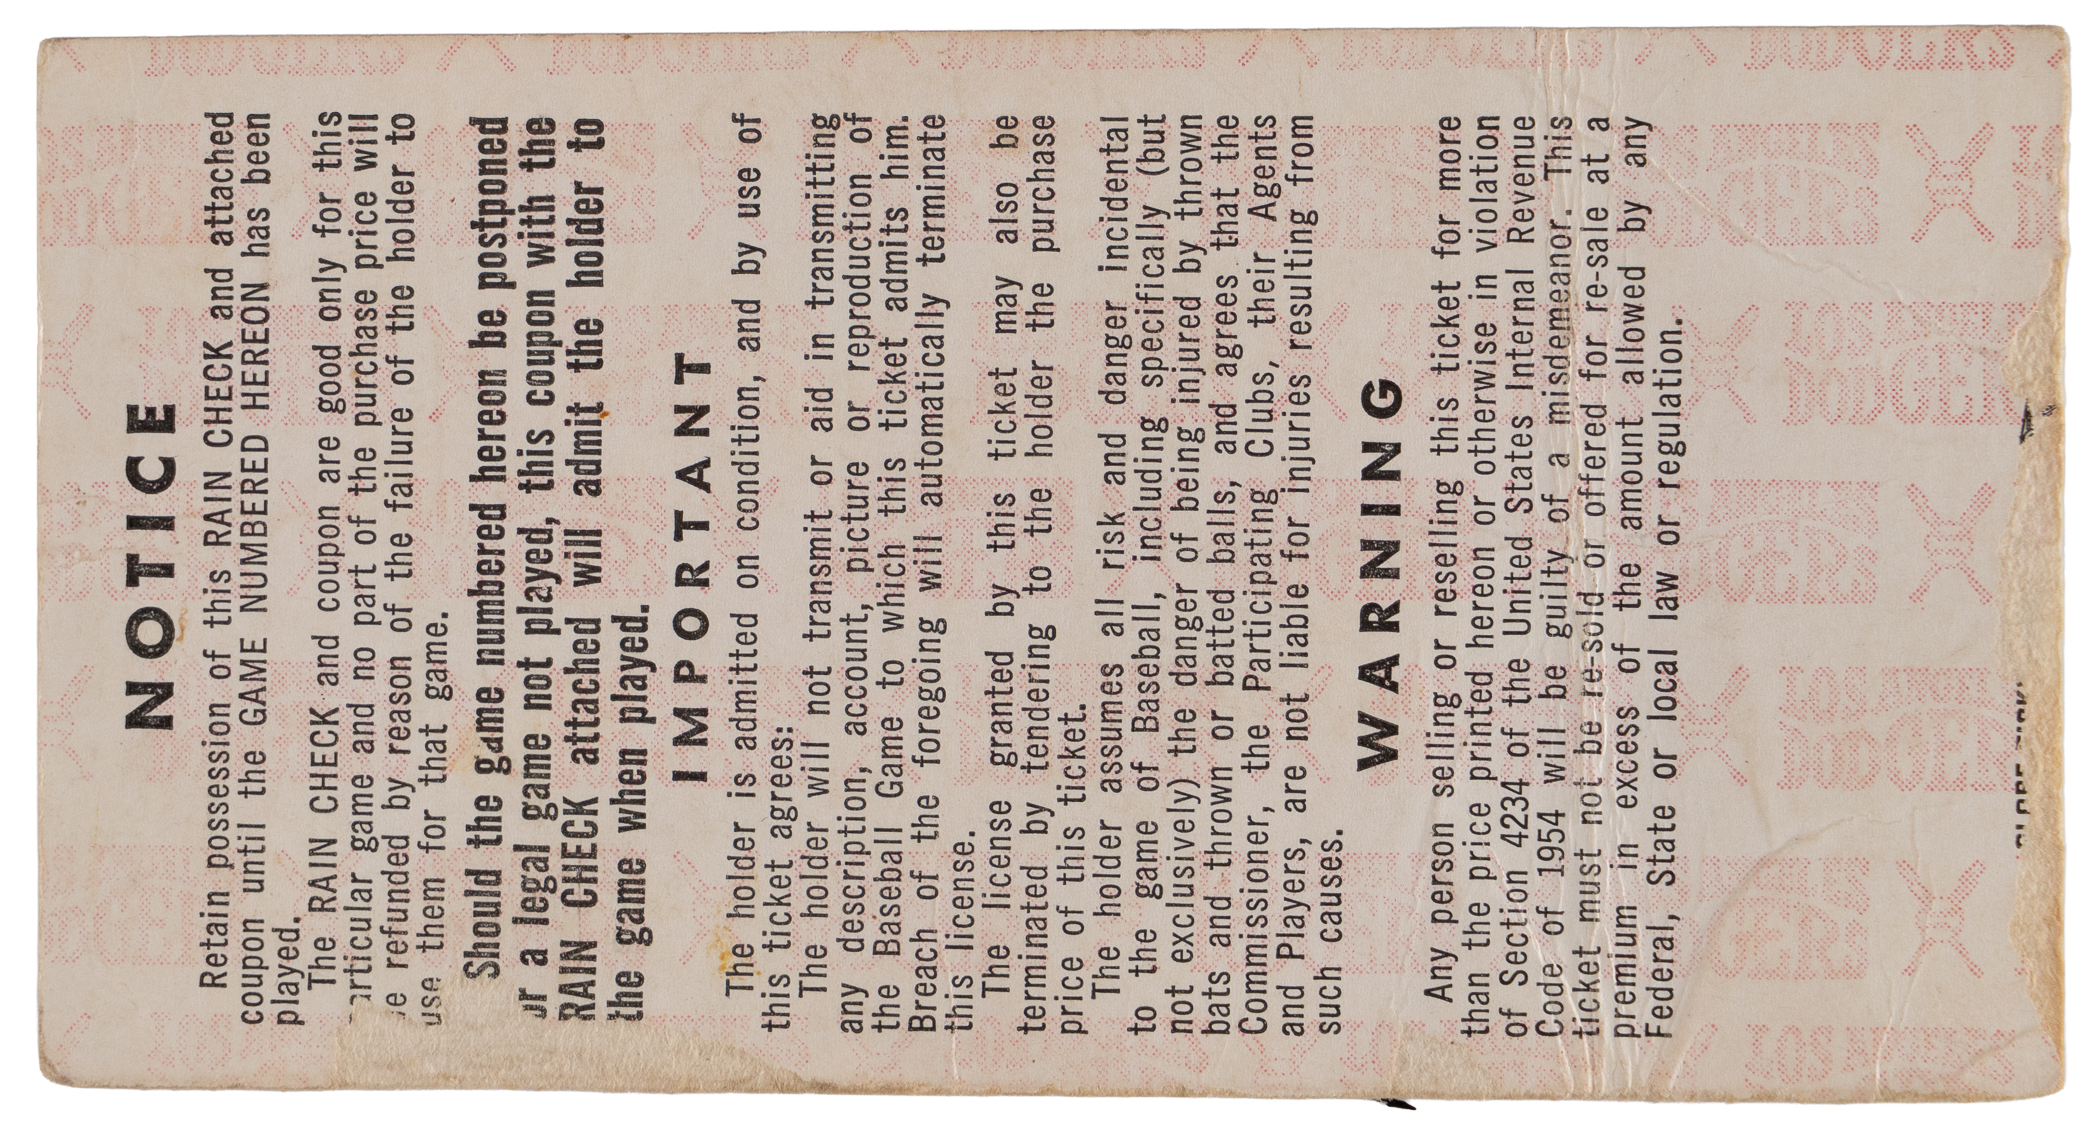 NOTICE
Retain possession of this RAIN CHECK and attached
coupon until the GAME NUMBERED HEREON has been
played.
The RAIN CHECK and coupon are good only for this
articular game and no part of the purchase price will
e refunded by reason of the failure of the holder to
use them for that game.
Should the game numbered hereon be postponed
or a legal game not played, this coupon with the
RAIN CHECK attached will admit the holder to
the game when played.
IMPORTANT
The holder is admitted on condition, and by use of
this ticket agrees:
The holder will not transmit or aid in transmitting
any description, account, picture or reproduction of
the Baseball Game to which this ticket admits him.
Breach of the foregoing will automatically terminate
this license.
The license granted by this ticket may also be
terminated by tendering to the holder the purchase
price of this ticket.
The holder assumes all risk and danger incidental
to the game of Baseball, including specifically (but
not exclusively) the danger of being injured by thrown
bats and thrown or batted balls, and agrees that the
Commissioner, the Participating Clubs, their Agents
and Players, are not liable for injuries resulting from
such causes.
WARNING
Any person selling or reselling this ticket for more
than the price printed hereon or otherwise in violation
of Section 4234 of the United States Internal Revenue
Code of 1954 will be guilty of a misdemeanor. This
ticket must not be re-sold or offered for re-sale at a
premium in excess of the amount allowed by any
Federal, State or local law or regulation.